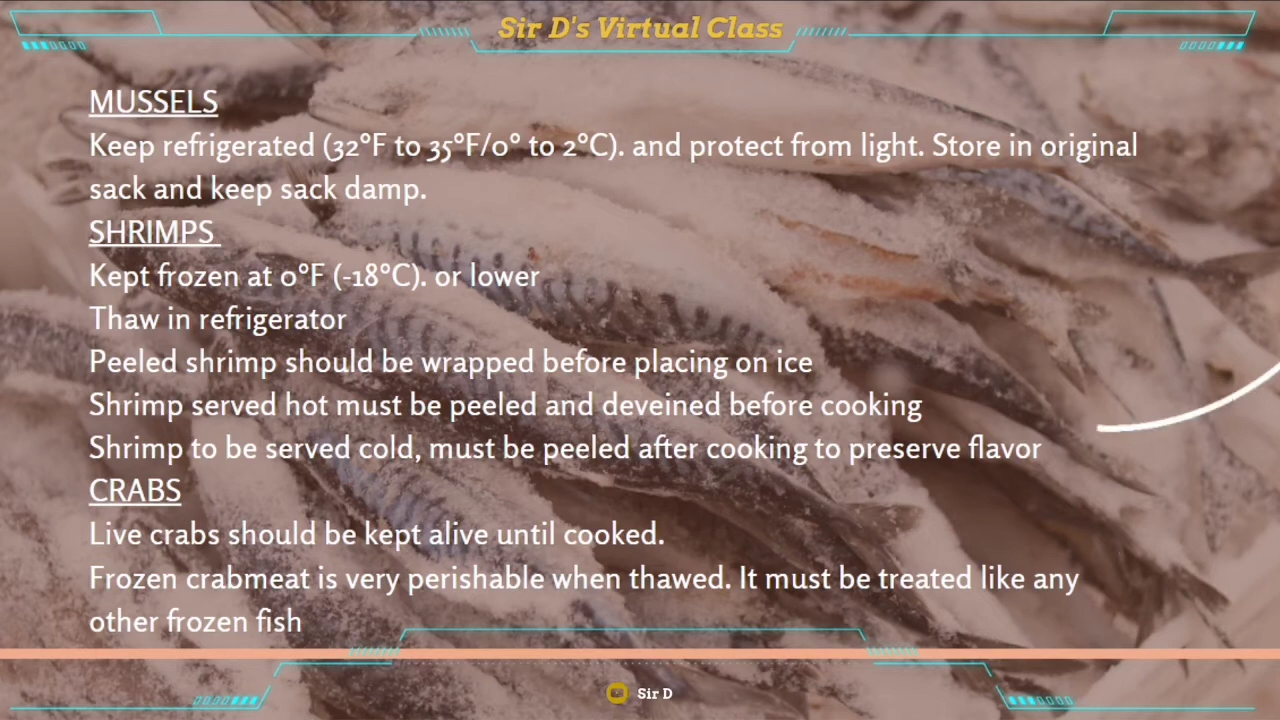 Sir D's Virtual Class
MUSSELS
Keep refrigerated (32°F to 35°F/0° to 2°C). and protect from light. Store in original
sack and keep sack damp.
SHRIMPS
Kept frozen at 0°F (-18°C). or lower
Thaw in refrigerator
Peeled shrimp should be wrapped before placing on ice
Shrimp served hot must be peeled and deveined before cooking
Shrimp to be served cold, must be peeled after cooking to preserve flavor
CRABS
Live crabs should be kept alive until cooked.
Frozen crabmeat is very perishable when thawed. It must be treated like any
other frozen fish
Sir D